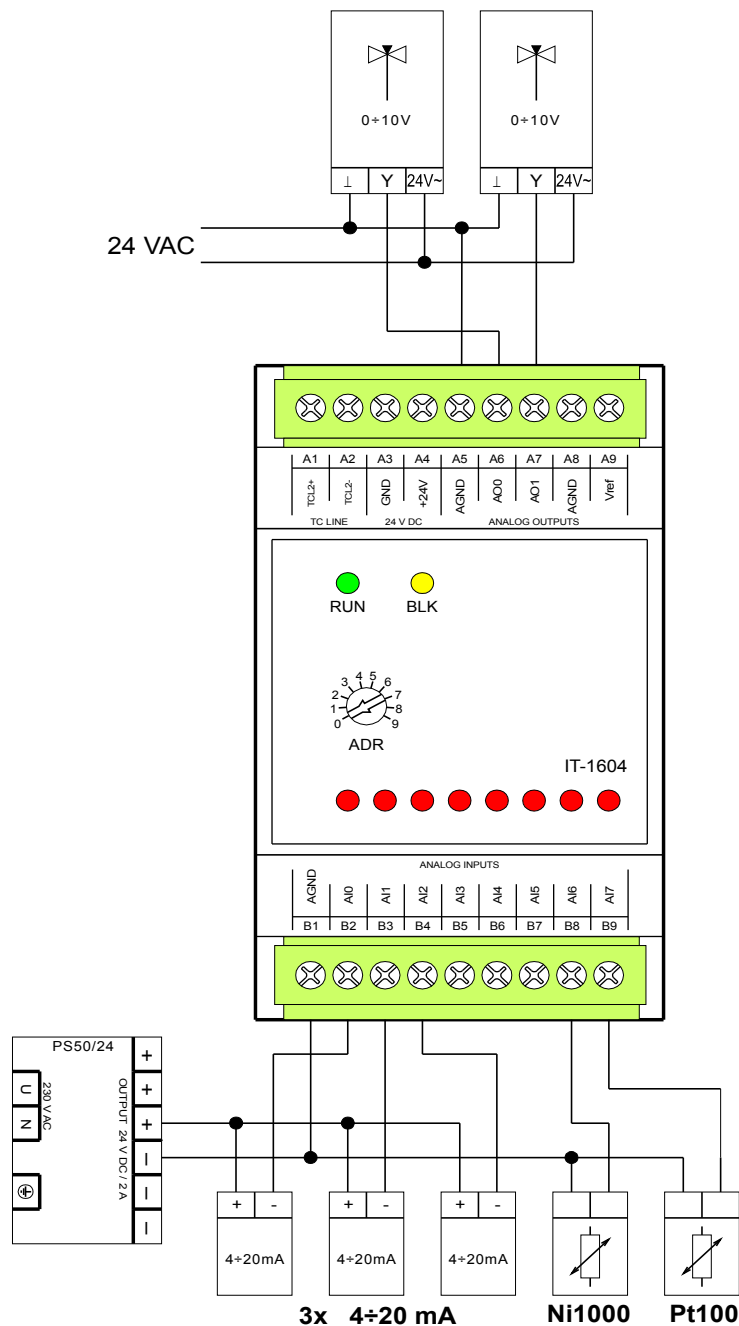 0÷10V 0÷10V
⊥ Y 24V~ ⊥ Y 24V~
24 VAC
A1 A2 A3 A4 A5 A6 A7 A8 A9
TCL2+ TCL2- GND +24V AGND AO0 AO1 AGND Vref
TC LINE 24 V DC ANALOG OUTPUTS
RUN BLK
0 1 2 3 4 5 6 7 8 9
ADR
IT-1604
ANALOG INPUTS
AGND AI0 AI1 AI2 AI3 AI4 AI5 AI6 AI7
B1 B2 B3 B4 B5 B6 B7 B8 B9
PS50/24
U N
230 V AC
OUTPUT 24 V DC / 2 A
+ + + − − −
+ - + - + -
4÷20mA 4÷20mA 4÷20mA
3x 4÷20 mA Ni1000 Pt100